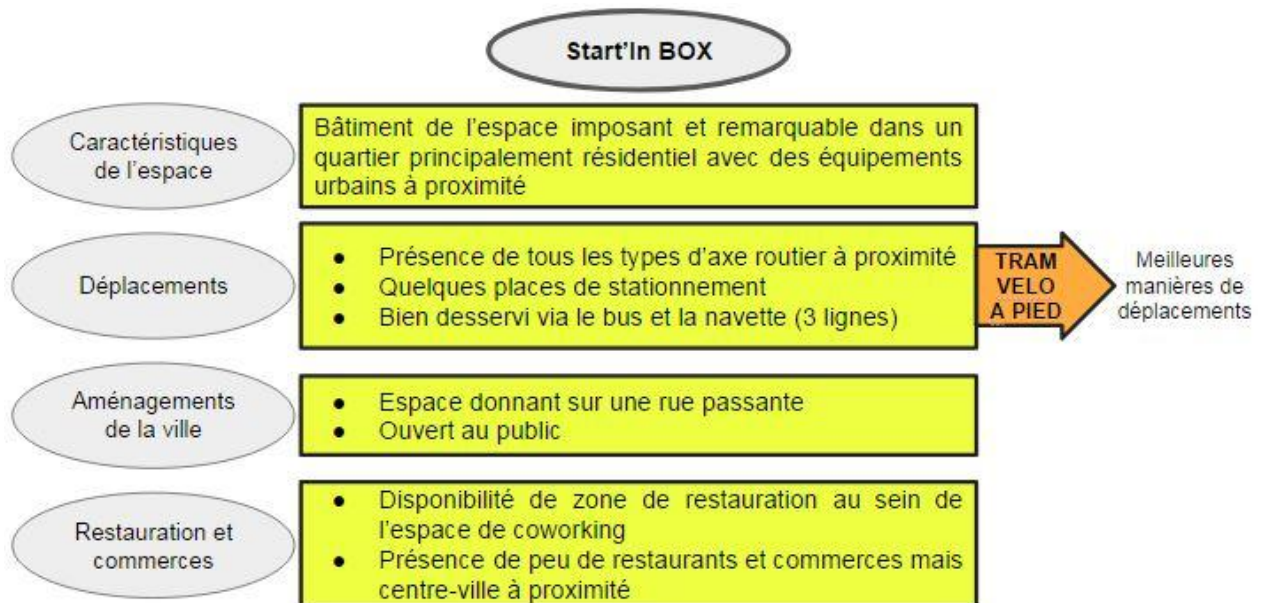 Start'In BOX
Caractéristiques
de l'espace
Bâtiment de l'espace imposant et remarquable dans un
quartier principalement résidentiel avec des équipements
urbains à proximité
Déplacements
● Présence de tous les types d'axe routier à proximité
● Quelques places de stationnement
● Bien desservi via le bus et la navette (3 lignes)
TRAM
VELO
A PIED
Meilleures
manières de
déplacements
Aménagements
de la ville
● Espace donnant sur une rue passante
● Ouvert au public
Restauration et
commerces
● Disponibilité de zone de restauration au sein de
l'espace de coworking
● Présence de peu de restaurants et commerces mais
centre-ville à proximité